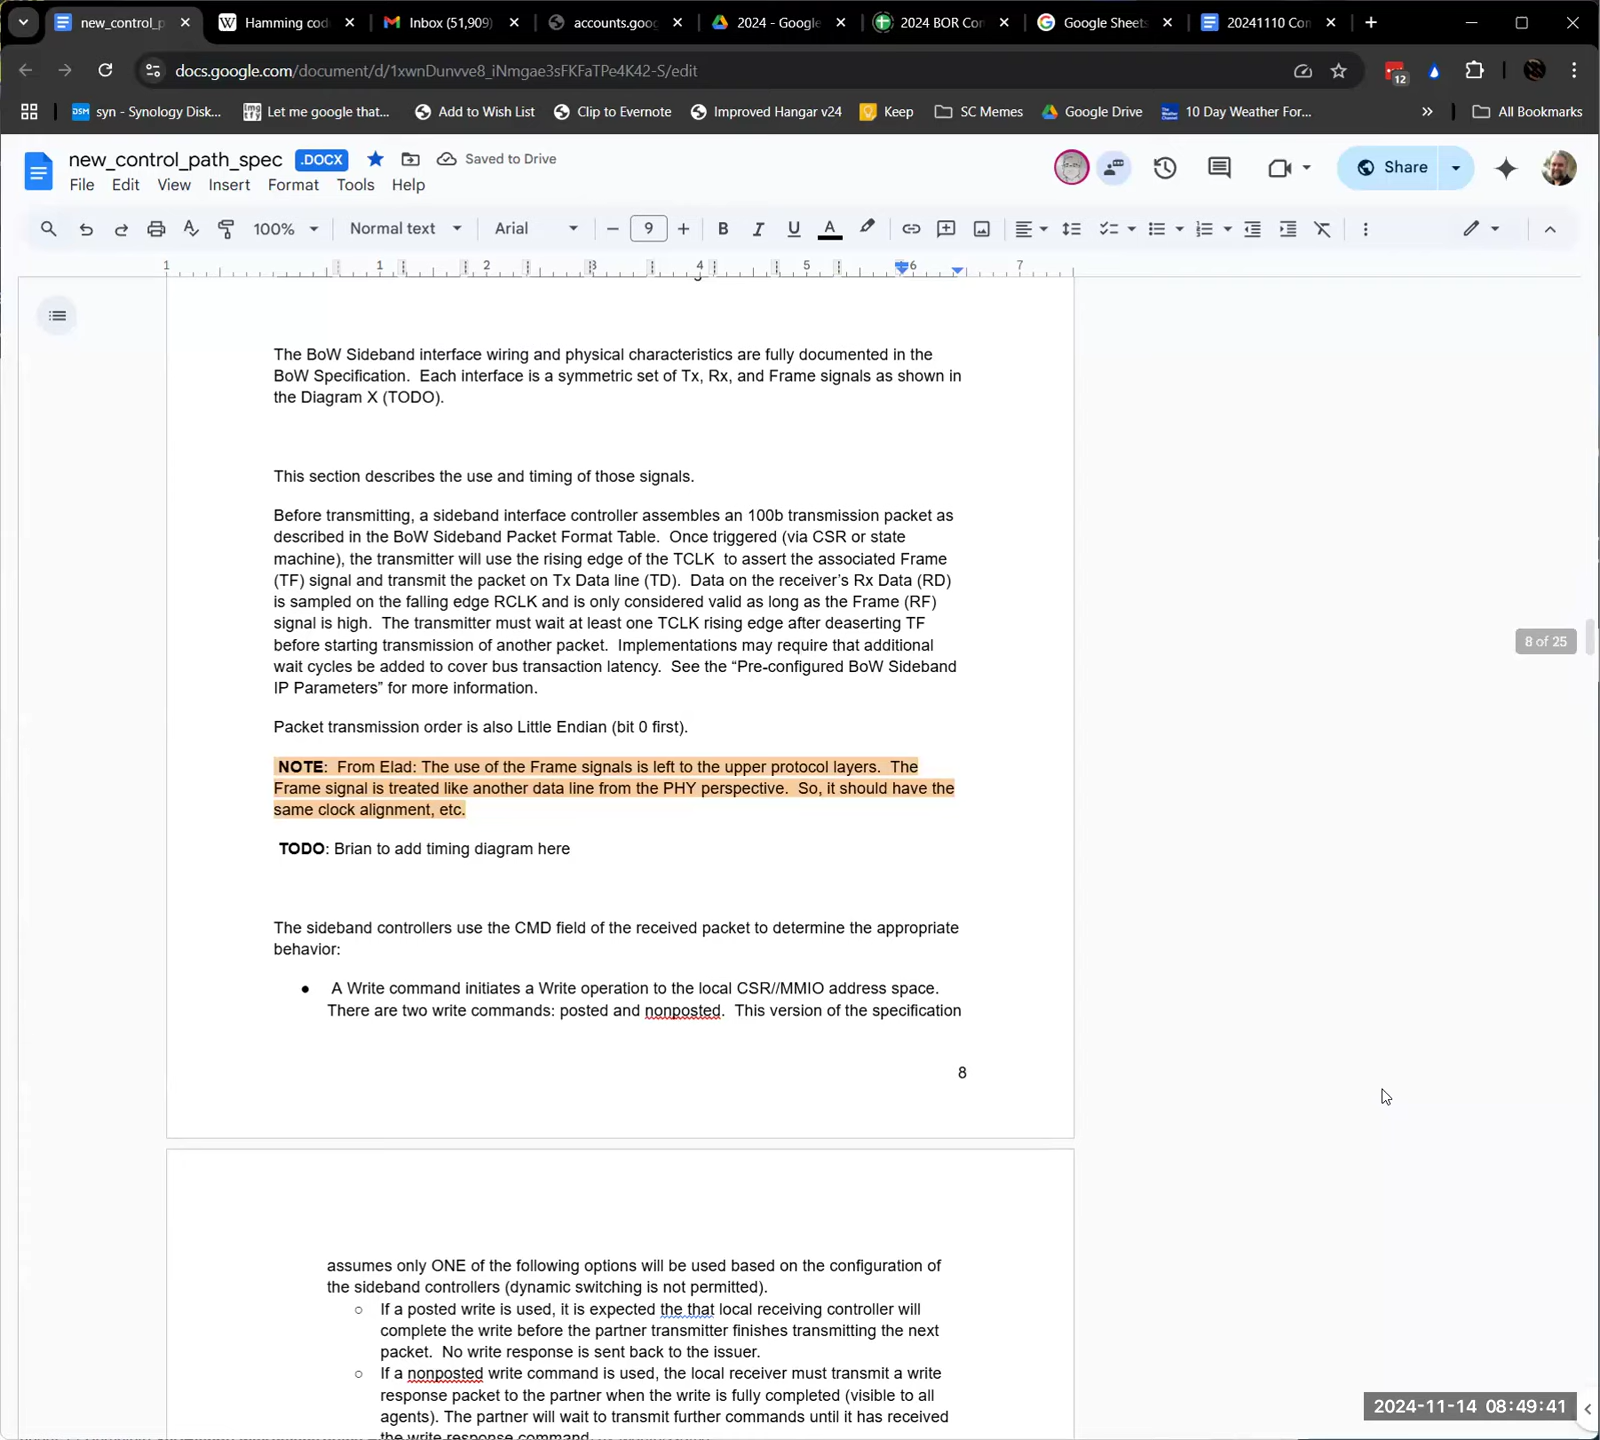 new_control_p
Hamming cod
Inbox (51,909)
accounts.goog
2024 - Google
2024 BOR Con
Google Sheets
20241110 Con
docs.google.com/document/d/1xwnDunvve8_iNmgae3sFKFaTPe4K42-S/edit
12
syn - Synology Disk...
Let me google that...
Add to Wish List
Clip to Evernote
Improved Hangar v24
Keep
SC Memes
Google Drive
10 Day Weather For...
All Bookmarks
new_control_path_spec .DOCX Saved to Drive
File Edit View Insert Format Tools Help
Share
100% Normal text Arial 9
1 1 2 3 4 5 6 7
The BoW Sideband interface wiring and physical characteristics are fully documented in the
BoW Specification. Each interface is a symmetric set of Tx, Rx, and Frame signals as shown in
the Diagram X (TODO).
This section describes the use and timing of those signals.
Before transmitting, a sideband interface controller assembles an 100b transmission packet as
described in the BoW Sideband Packet Format Table. Once triggered (via CSR or state
machine), the transmitter will use the rising edge of the TCLK to assert the associated Frame
(TF) signal and transmit the packet on Tx Data line (TD). Data on the receiver's Rx Data (RD)
is sampled on the falling edge RCLK and is only considered valid as long as the Frame (RF)
signal is high. The transmitter must wait at least one TCLK rising edge after deaserting TF
before starting transmission of another packet. Implementations may require that additional
wait cycles be added to cover bus transaction latency. See the “Pre-configured BoW Sideband
IP Parameters” for more information.
Packet transmission order is also Little Endian (bit 0 first).
NOTE: From Elad: The use of the Frame signals is left to the upper protocol layers. The
Frame signal is treated like another data line from the PHY perspective. So, it should have the
same clock alignment, etc.
TODO: Brian to add timing diagram here
The sideband controllers use the CMD field of the received packet to determine the appropriate
behavior:
● A Write command initiates a Write operation to the local CSR//MMIO address space.
There are two write commands: posted and nonposted. This version of the specification
8
8 of 25
assumes only ONE of the following options will be used based on the configuration of
the sideband controllers (dynamic switching is not permitted).
○ If a posted write is used, it is expected the that local receiving controller will
complete the write before the partner transmitter finishes transmitting the next
packet. No write response is sent back to the issuer.
○ If a nonposted write command is used, the local receiver must transmit a write
response packet to the partner when the write is fully completed (visible to all
agents). The partner will wait to transmit further commands until it has received
the write response command.
2024-11-14 08:49:41